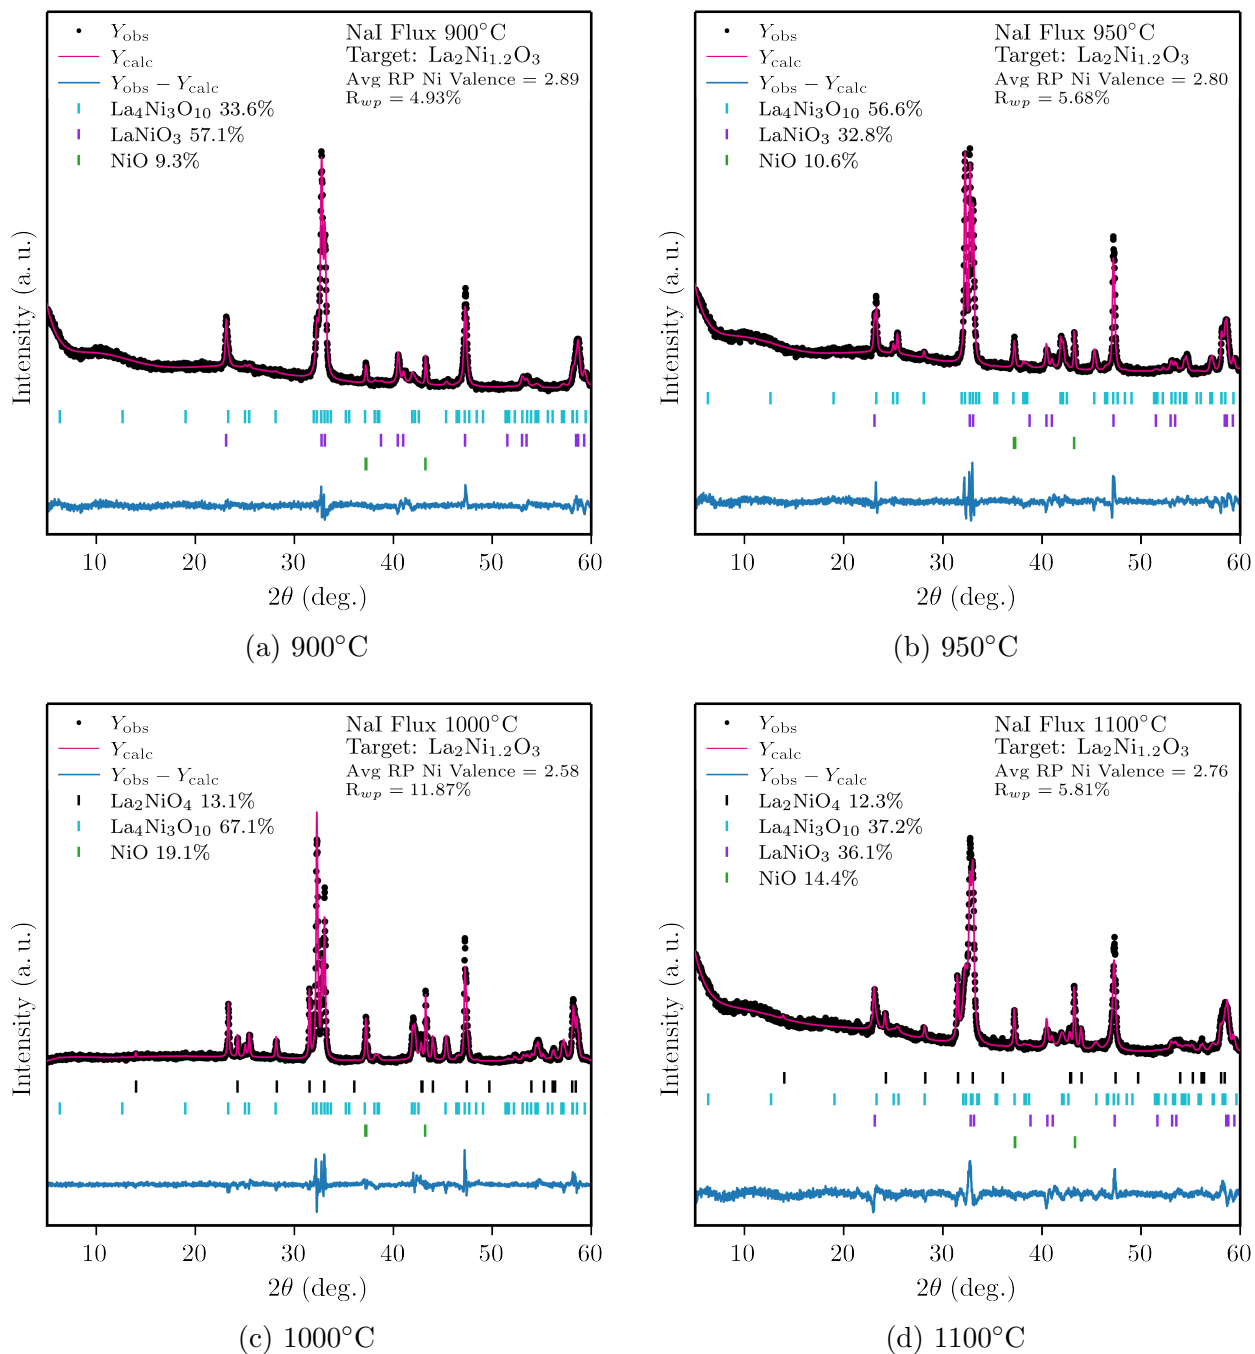 Y_obs
Y_calc
Y_obs − Y_calc
La₄Ni₃O₁₀ 33.6%
LaNiO₃ 57.1%
NiO 9.3%
NaI Flux 900°C
Target: La₂Ni₁.₂O₃
Avg RP Ni Valence = 2.89
R_wp = 4.93%
Intensity (a. u.)
10 20 30 40 50 60
2θ (deg.)
(a) 900°C
Y_obs
Y_calc
Y_obs − Y_calc
La₄Ni₃O₁₀ 56.6%
LaNiO₃ 32.8%
NiO 10.6%
NaI Flux 950°C
Target: La₂Ni₁.₂O₃
Avg RP Ni Valence = 2.80
R_wp = 5.68%
Intensity (a. u.)
10 20 30 40 50 60
2θ (deg.)
(b) 950°C
Y_obs
Y_calc
Y_obs − Y_calc
La₂NiO₄ 13.1%
La₄Ni₃O₁₀ 67.1%
NiO 19.1%
NaI Flux 1000°C
Target: La₂Ni₁.₂O₃
Avg RP Ni Valence = 2.58
R_wp = 11.87%
Intensity (a. u.)
10 20 30 40 50 60
2θ (deg.)
(c) 1000°C
Y_obs
Y_calc
Y_obs − Y_calc
La₂NiO₄ 12.3%
La₄Ni₃O₁₀ 37.2%
LaNiO₃ 36.1%
NiO 14.4%
NaI Flux 1100°C
Target: La₂Ni₁.₂O₃
Avg RP Ni Valence = 2.76
R_wp = 5.81%
Intensity (a. u.)
10 20 30 40 50 60
2θ (deg.)
(d) 1100°C